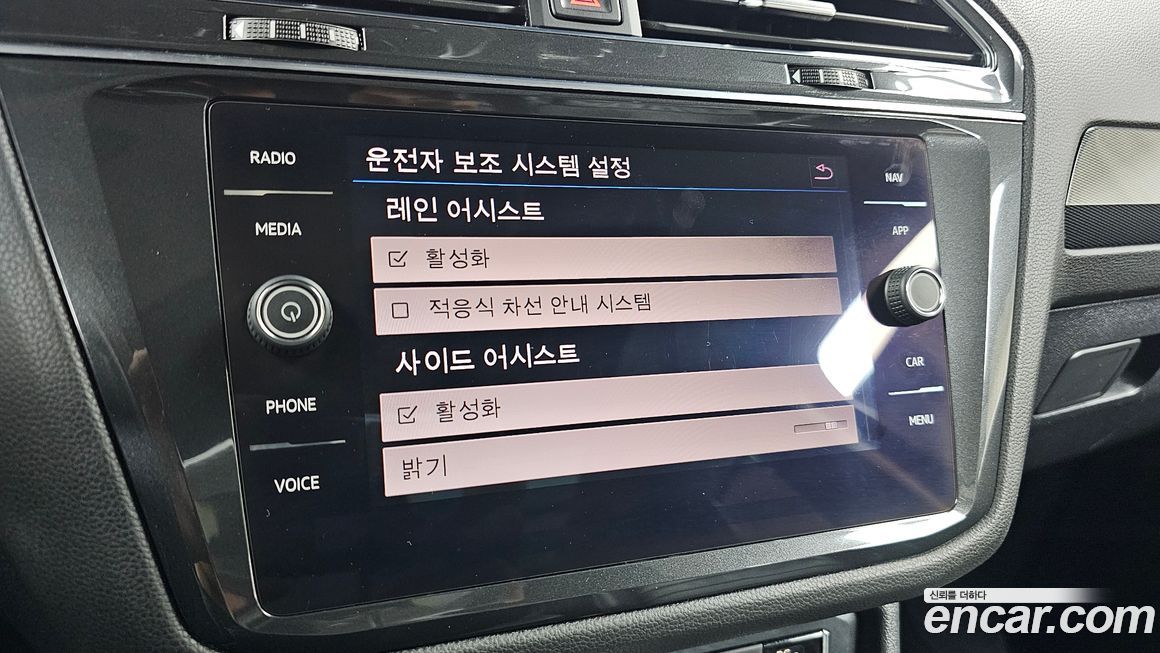 RADIO
MEDIA
PHONE
VOICE
운전자 보조 시스템 설정
레인 어시스트
활성화
적응식 차선 안내 시스템
사이드 어시스트
활성화
밝기
NAV
APP
CAR
MENU
신뢰를 더하다
encar.com